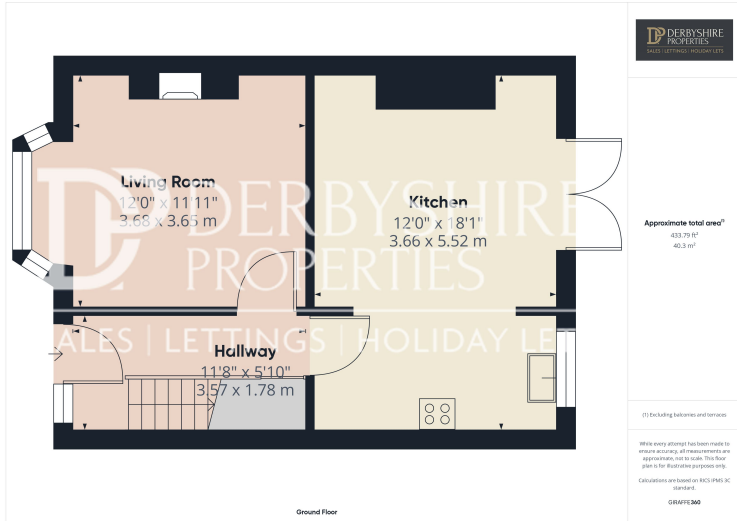 Living Room
12'0" x 11'11"
3.68 x 3.65 m
Kitchen
12'0" x 18'1"
3.66 x 5.52 m
Hallway
11'8" x 5'10"
3.57 x 1.78 m
DERBYSHIRE
PROPERTIES
ALES | LETTINGS | HOLIDAY LET
Ground Floor
DERBYSHIRE
PROPERTIES
SALES | LETTINGS | HOLIDAY LETS
Approximate total area⁽¹⁾
433.79 ft²
40.3 m²
(1) Excluding balconies and terraces
While every attempt has been made to
ensure accuracy, all measurements are
approximate, not to scale. This floor
plan is for illustrative purposes only.
Calculations are based on RICS IPMS 3C
standard.
GIRAFFE360